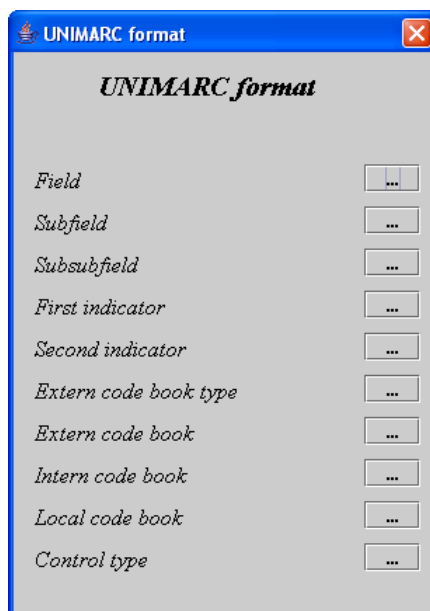 UNIMARC format
UNIMARC format
Field ...
Subfield ...
Subsubfield ...
First indicator ...
Second indicator ...
Extern code book type ...
Extern code book ...
Intern code book ...
Local code book ...
Control type ...